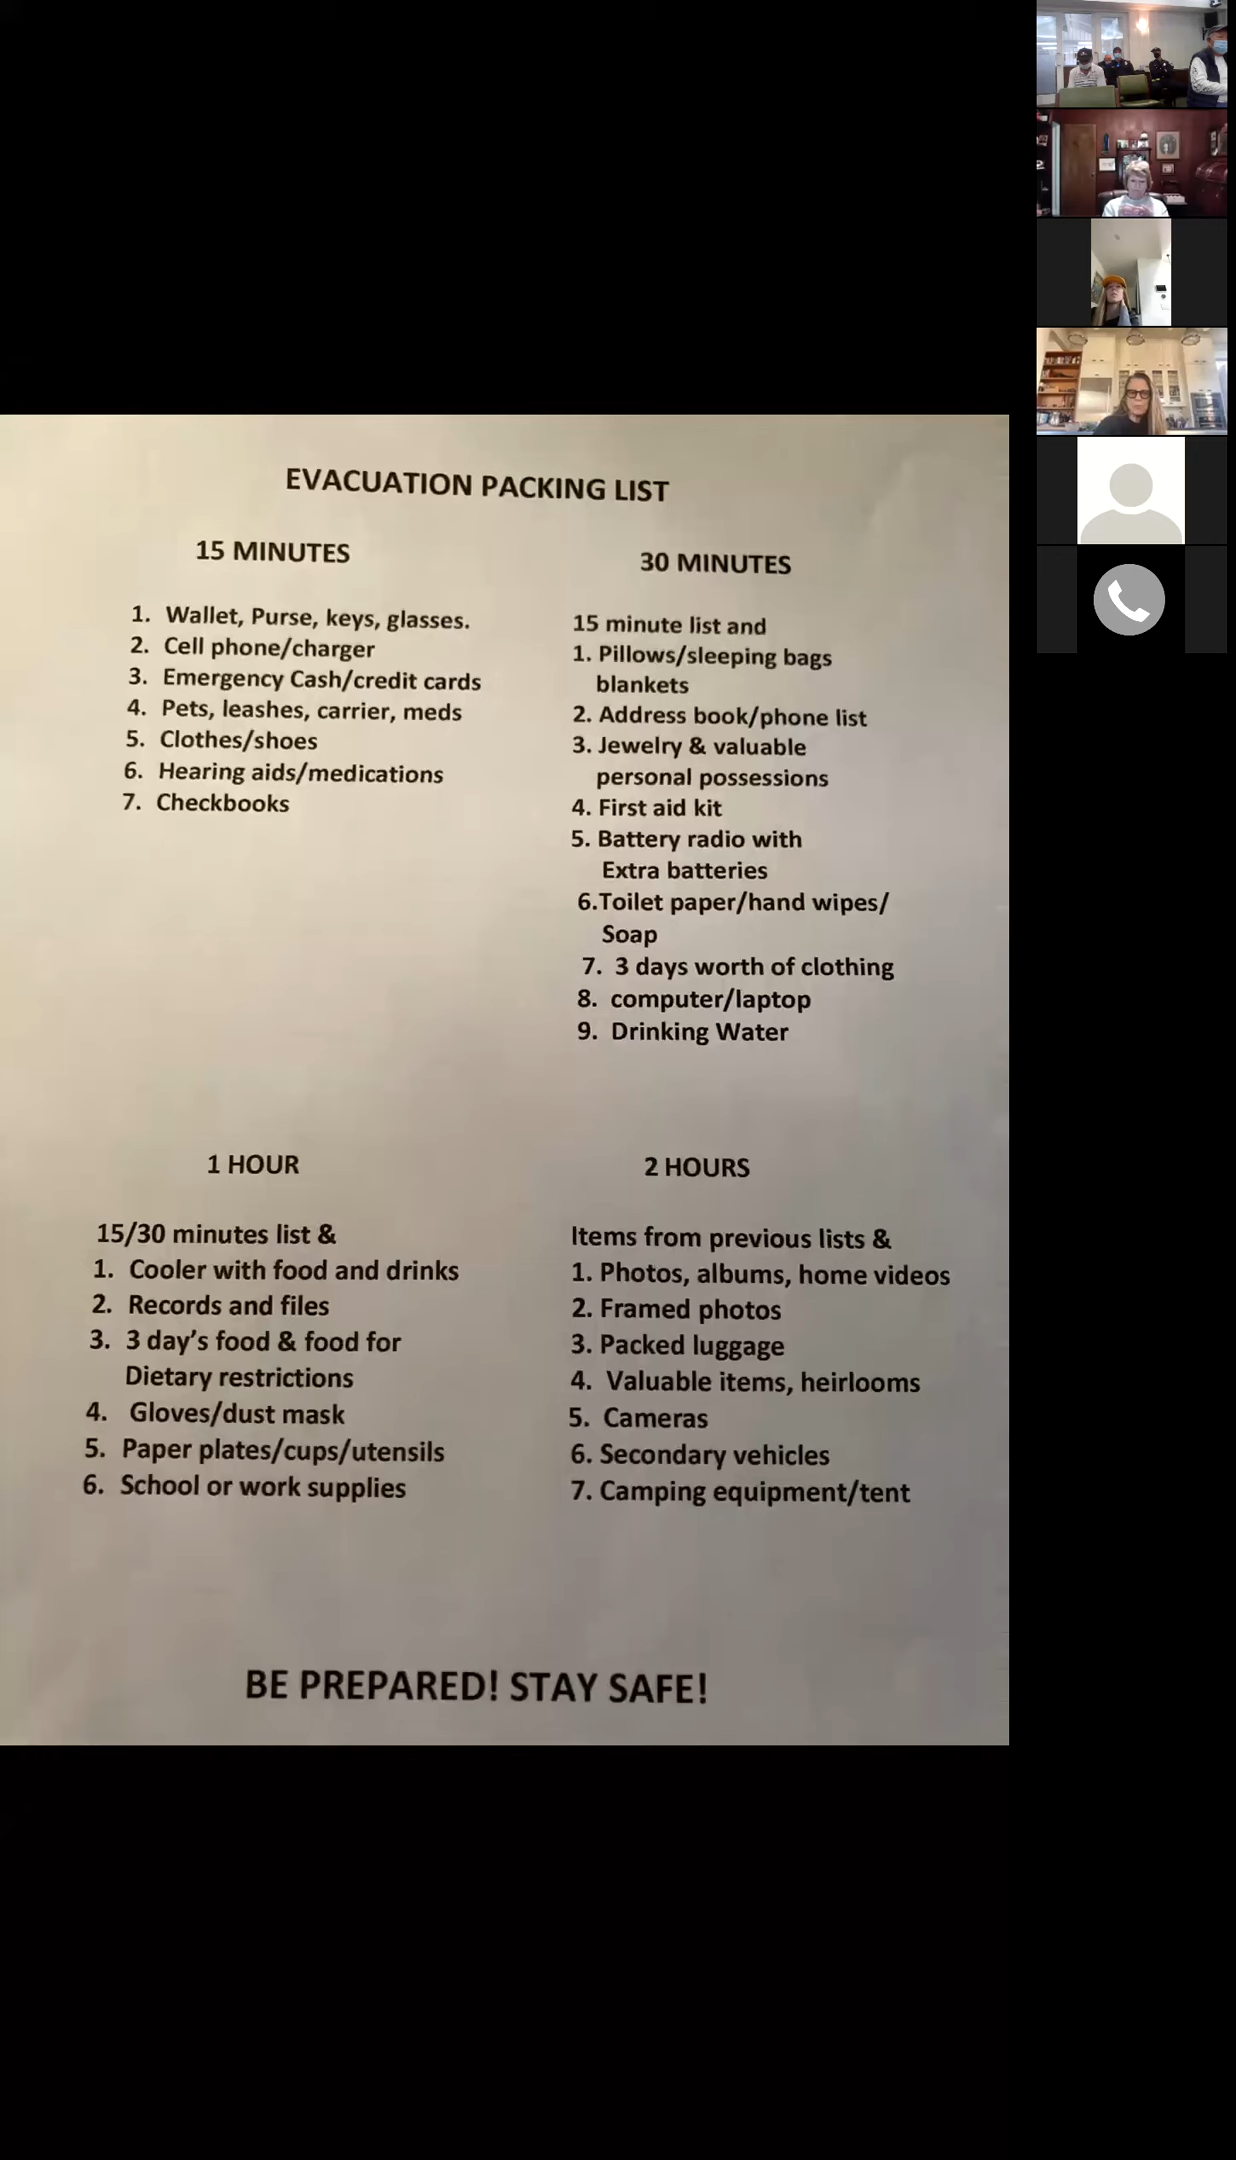 EVACUATION PACKING LIST
15 MINUTES
1. Wallet, Purse, keys, glasses.
2. Cell phone/charger
3. Emergency Cash/credit cards
4. Pets, leashes, carrier, meds
5. Clothes/shoes
6. Hearing aids/medications
7. Checkbooks
30 MINUTES
15 minute list and
1. Pillows/sleeping bags
blankets
2. Address book/phone list
3. Jewelry & valuable
personal possessions
4. First aid kit
5. Battery radio with
Extra batteries
6.Toilet paper/hand wipes/
Soap
7. 3 days worth of clothing
8. computer/laptop
9. Drinking Water
1 HOUR
15/30 minutes list &
1. Cooler with food and drinks
2. Records and files
3. 3 day's food & food for
Dietary restrictions
4. Gloves/dust mask
5. Paper plates/cups/utensils
6. School or work supplies
2 HOURS
Items from previous lists &
1. Photos, albums, home videos
2. Framed photos
3. Packed luggage
4. Valuable items, heirlooms
5. Cameras
6. Secondary vehicles
7. Camping equipment/tent
BE PREPARED! STAY SAFE!